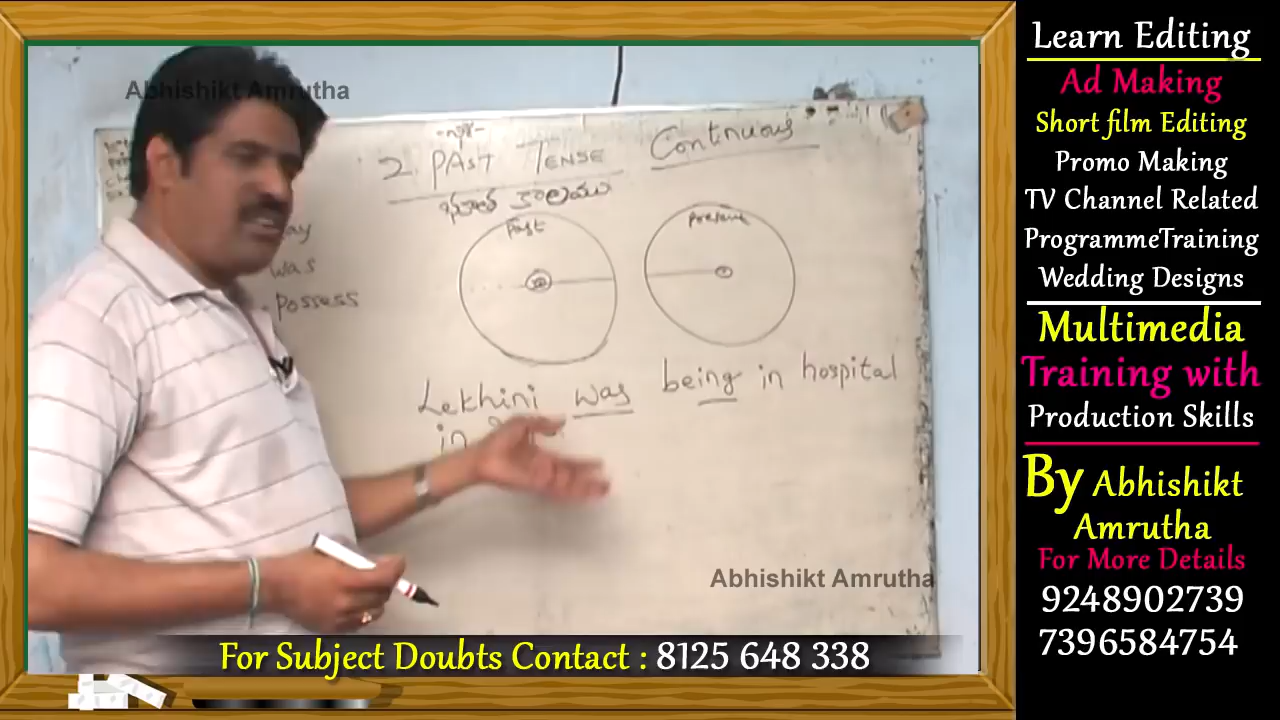 Abhishikt Amrutha
2. PAST TENSE Continuous
భూత కాలము
Past
Present
was
Possess
Lekhini was being in hospital
in
Abhishikt Amrutha
For Subject Doubts Contact : 8125 648 338
Learn Editing
Ad Making
Short film Editing
Promo Making
TV Channel Related
ProgrammeTraining
Wedding Designs
Multimedia
Training with
Production Skills
By Abhishikt
Amrutha
For More Details
9248902739
7396584754